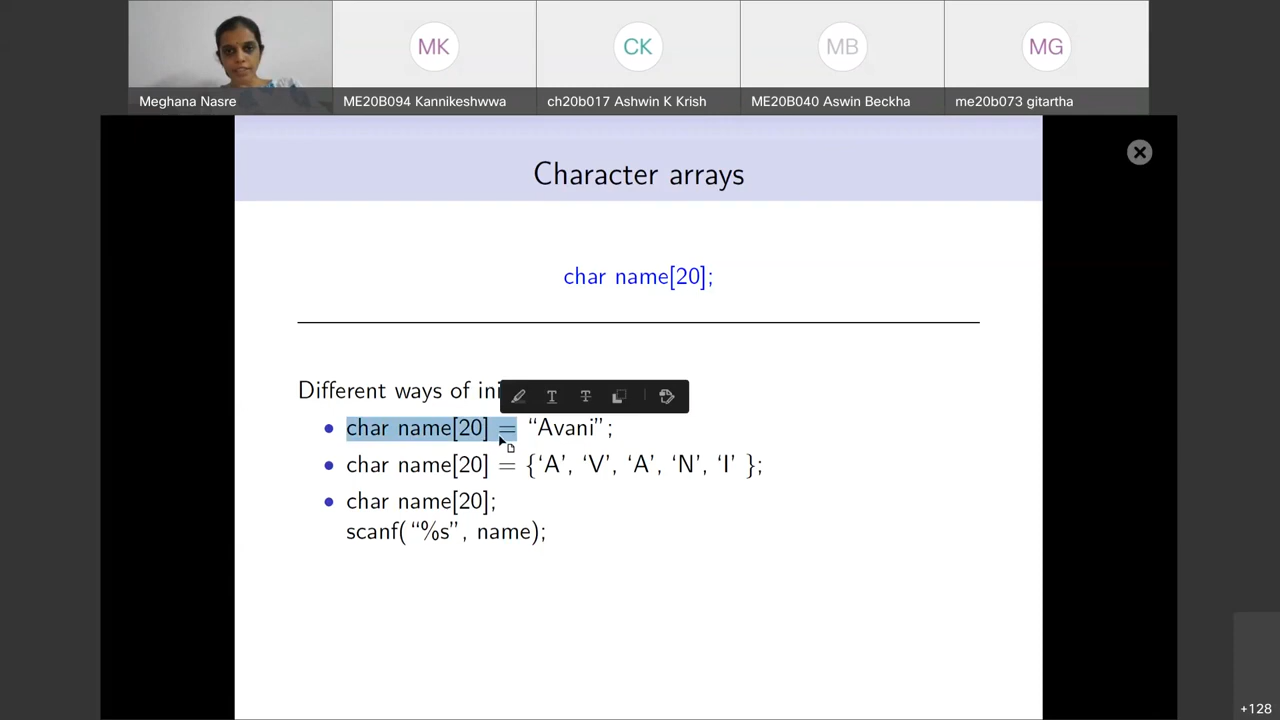 MK
CK
MB
MG
Meghana Nasre
ME20B094 Kannikeshwwa
ch20b017 Ashwin K Krish
ME20B040 Aswin Beckha
me20b073 gitartha
Character arrays
char name[20];
Different ways of ini
• char name[20] = “Avani”;
• char name[20] = {‘A’, ‘V’, ‘A’, ‘N’, ‘I’ };
• char name[20];
scanf(“%s”, name);
+128